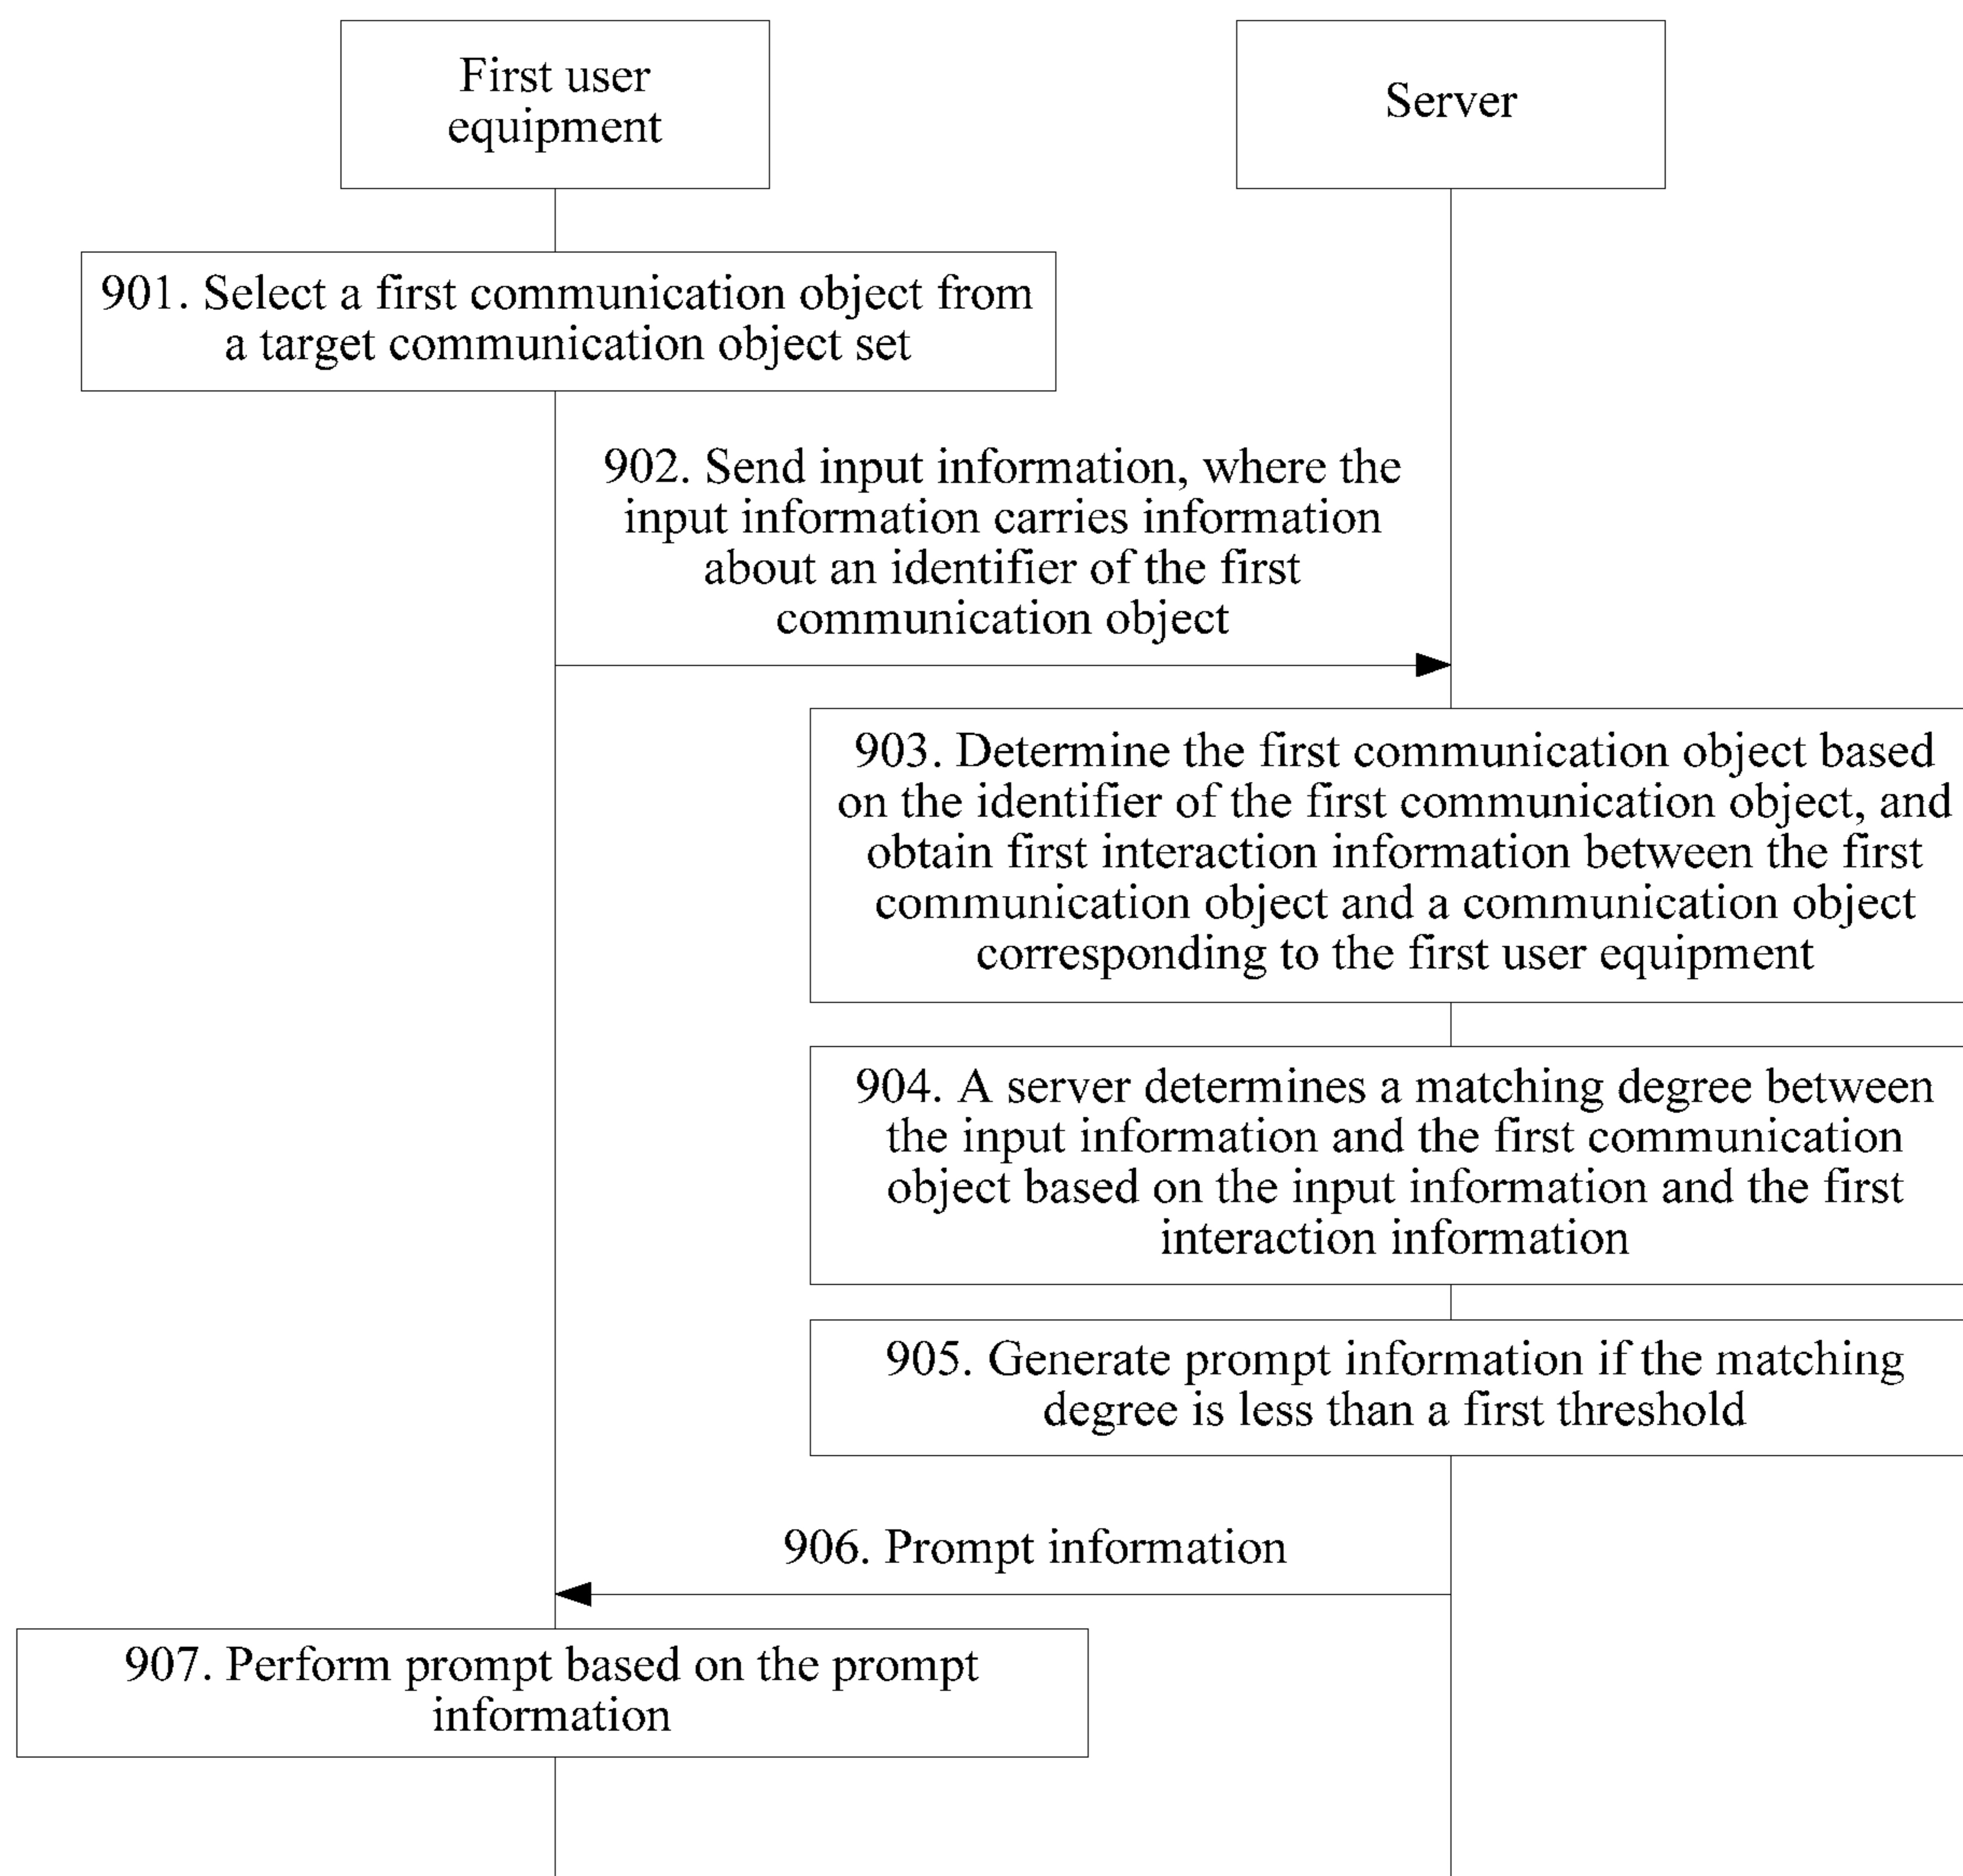 First user
equipment
Server
901. Select a first communication object from
a target communication object set
902. Send input information, where the
input information carries information
about an identifier of the first
communication object
903. Determine the first communication object based
on the identifier of the first communication object, and
obtain first interaction information between the first
communication object and a communication object
corresponding to the first user equipment
904. A server determines a matching degree between
the input information and the first communication
object based on the input information and the first
interaction information
905. Generate prompt information if the matching
degree is less than a first threshold
906. Prompt information
907. Perform prompt based on the prompt
information